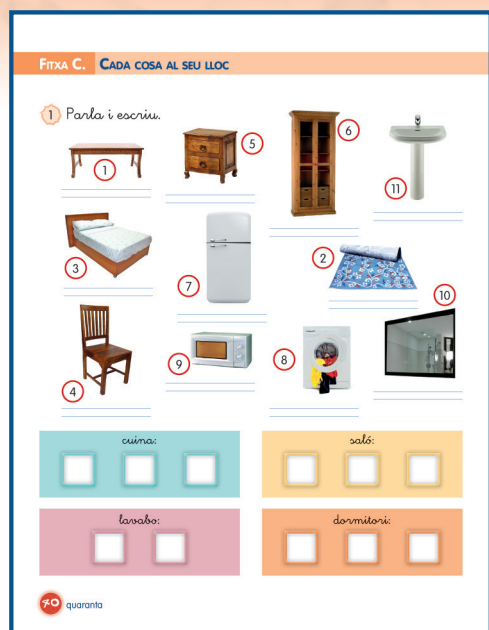 FITXA C. CADA COSA AL SEU LLOC
1 Parla i escriu.
1
5
6
11
3
7
2
10
4
9
8
cuina:
saló:
lavabo:
dormitori:
40 quaranta